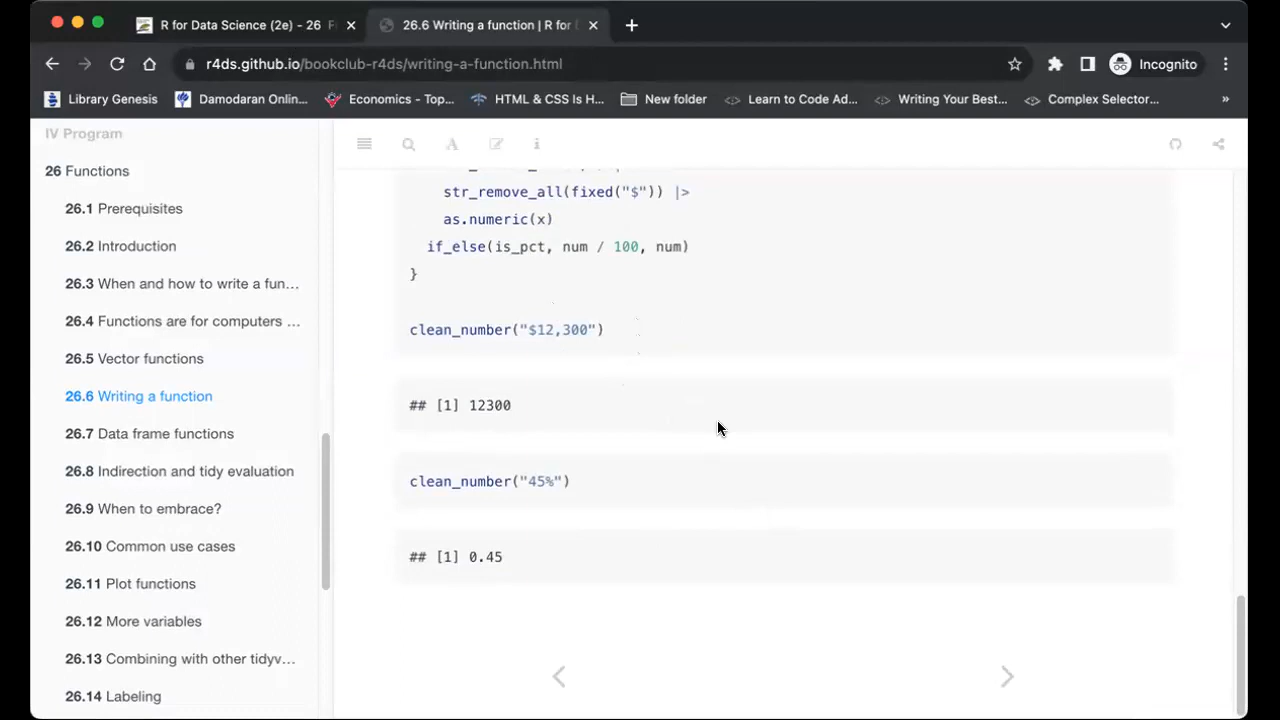 R for Data Science (2e) - 26 F
26.6 Writing a function | R for D
r4ds.github.io/bookclub-r4ds/writing-a-function.html
Incognito
Library Genesis
Damodaran Onlin...
Economics - Top...
HTML & CSS Is H...
New folder
Learn to Code Ad...
Writing Your Best...
Complex Selector...
»
IV Program
26 Functions
26.1 Prerequisites
26.2 Introduction
26.3 When and how to write a fun...
26.4 Functions are for computers ...
26.5 Vector functions
26.6 Writing a function
26.7 Data frame functions
26.8 Indirection and tidy evaluation
26.9 When to embrace?
26.10 Common use cases
26.11 Plot functions
26.12 More variables
26.13 Combining with other tidyv...
26.14 Labeling
str_remove_all(fixed("$")) |>
as.numeric(x)
if_else(is_pct, num / 100, num)
}
clean_number("$12,300")
## [1] 12300
clean_number("45%")
## [1] 0.45